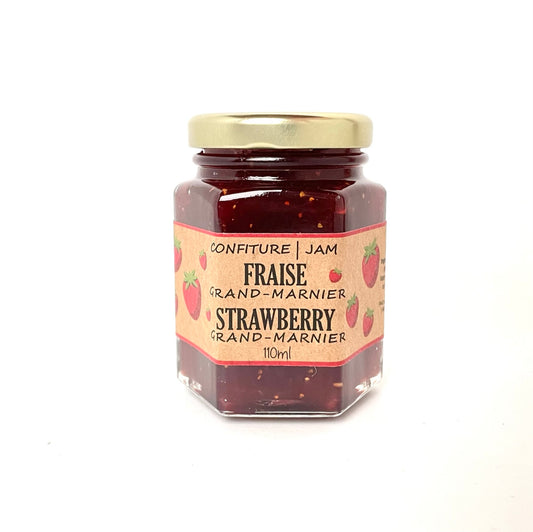 CONFITURE | JAM
FRAISE
GRAND-MARNIER
STRAWBERRY
GRAND-MARNIER
110ml